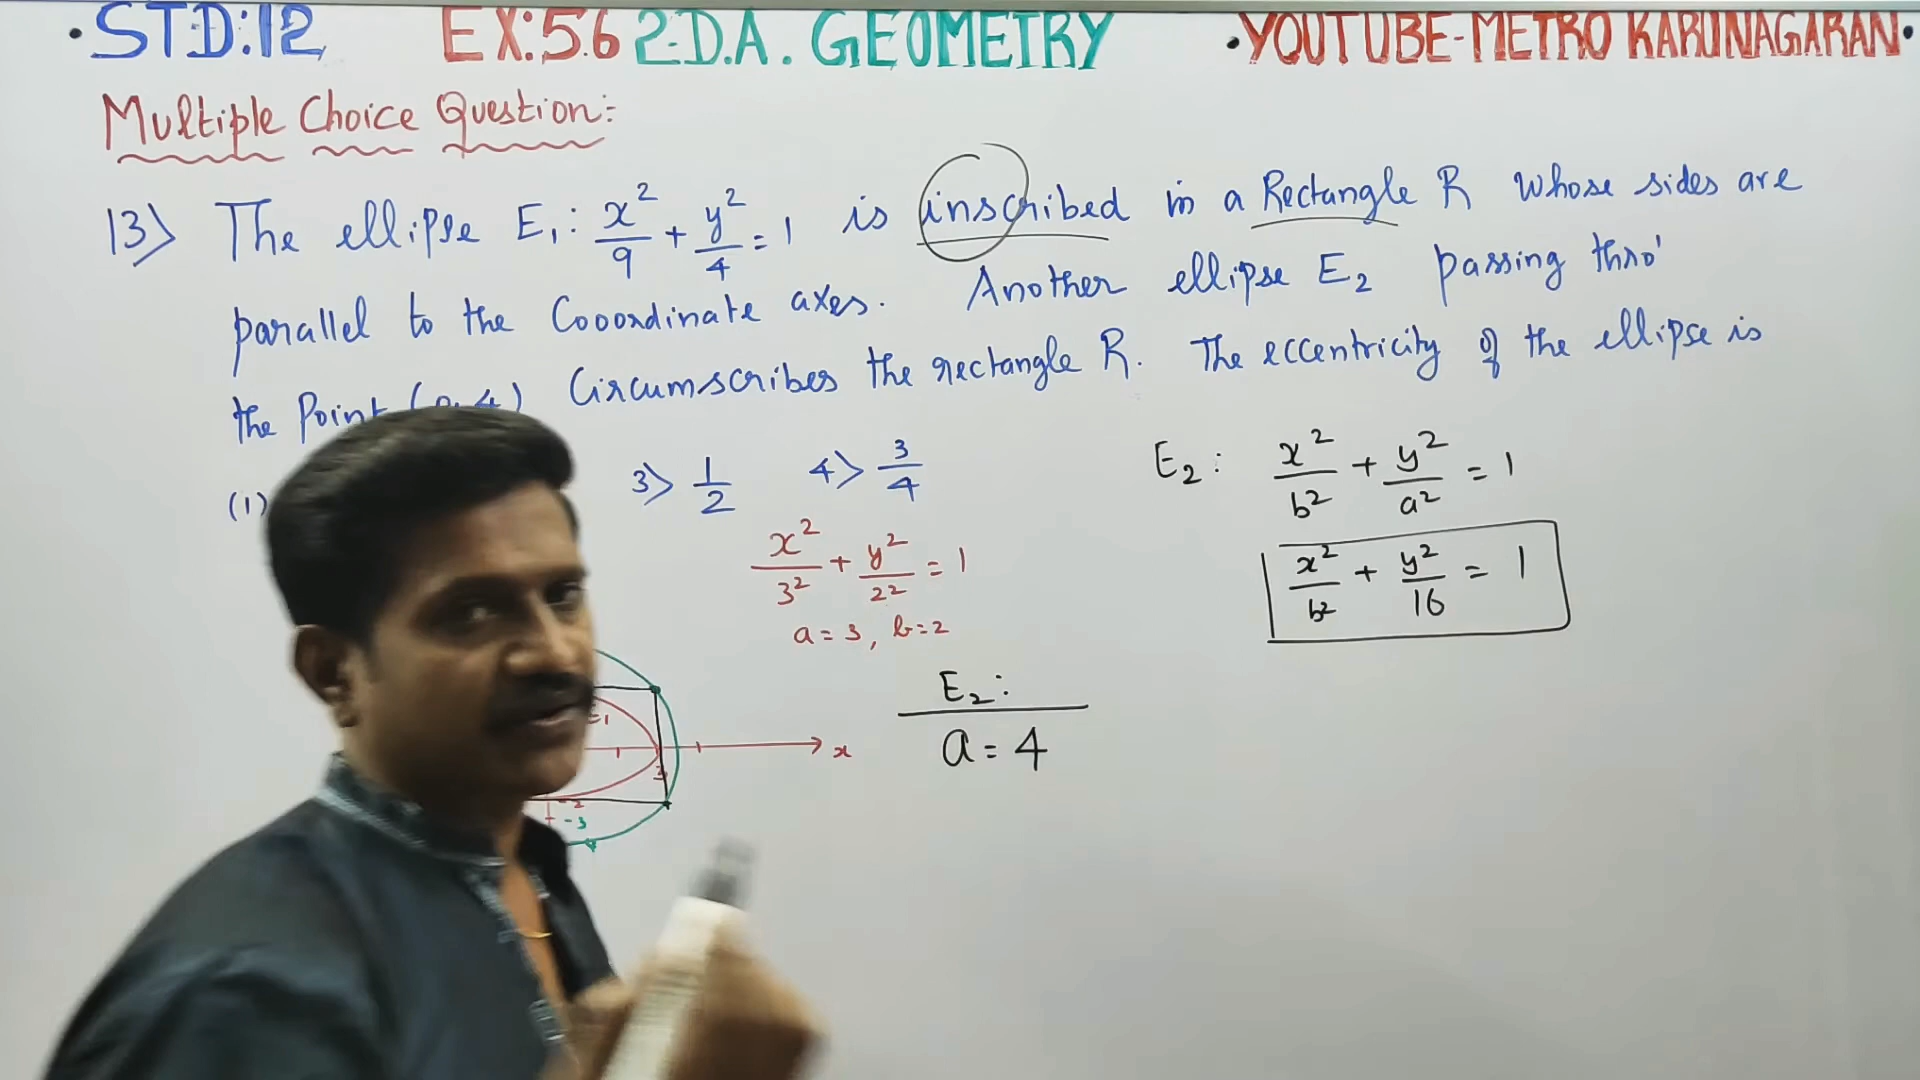 ·STD:12 EX:5.6 2-D.A. GEOMETRY ·YOUTUBE-METRO KARUNAGARAN·
Multiple Choice Question:-
13) The ellipse E₁: x²/9 + y²/4 = 1 is inscribed in a Rectangle R whose sides are
parallel to the Cooordinate axes. Another ellipse E₂ passing thro'
the Point ( 4) Circumscribes the rectangle R. The eccentricity of the ellipse is
(1) 3) 1/2 4) 3/4
E₂: x²/b² + y²/a² = 1
x²/3² + y²/2² = 1
x²/b² + y²/16 = 1
a = 3, b = 2
E₂:
a = 4
x
3
-2
-3